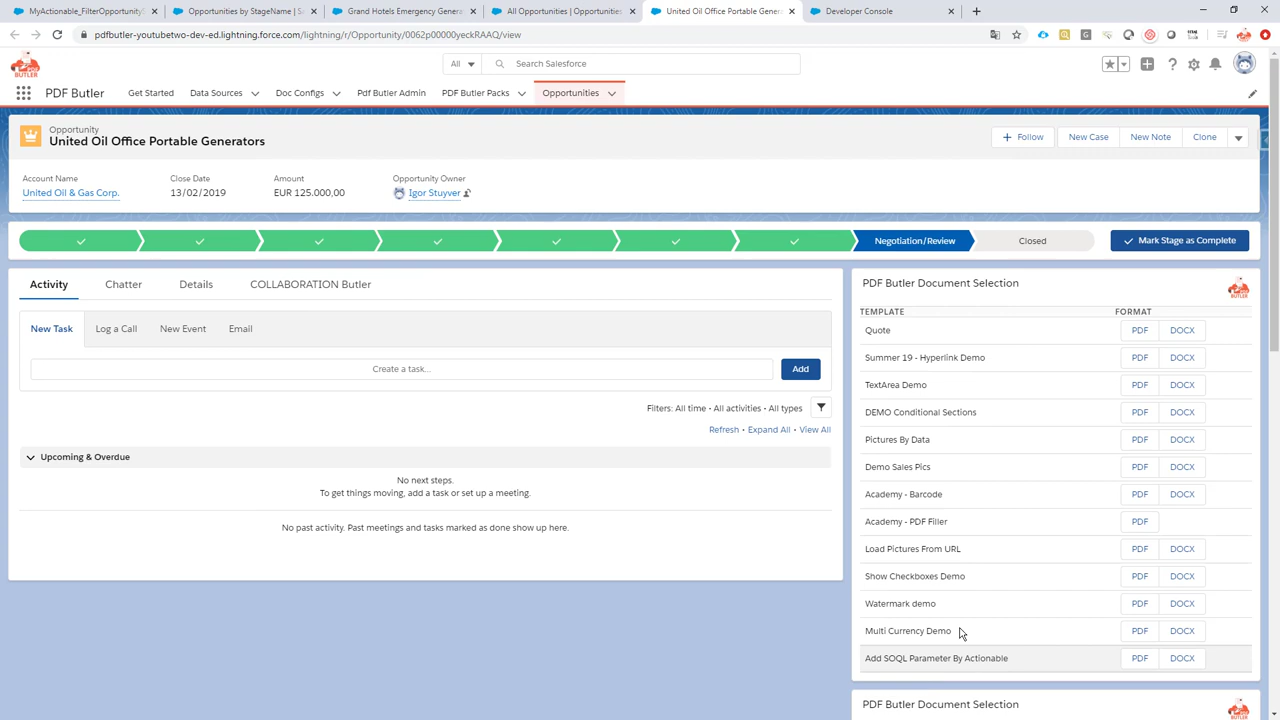 MyActionable_FilterOpportunity
Opportunities by StageName | Sa
Grand Hotels Emergency Genera
All Opportunities | Opportunities
United Oil Office Portable Genera
Developer Console
pdfbutler-youtubetwo-dev-ed.lightning.force.com/lightning/r/Opportunity/0062p00000yeckRAAQ/view
PDF BUTLER
All
Search Salesforce
PDF Butler
Get Started
Data Sources
Doc Configs
Pdf Butler Admin
PDF Butler Packs
Opportunities
Opportunity
United Oil Office Portable Generators
Follow
New Case
New Note
Clone
Account Name
Close Date
Amount
Opportunity Owner
United Oil & Gas Corp.
13/02/2019
EUR 125.000,00
Igor Stuyver
Negotiation/Review
Closed
Mark Stage as Complete
Activity
Chatter
Details
COLLABORATION Butler
New Task
Log a Call
New Event
Email
Create a task...
Add
Filters: All time • All activities • All types
Refresh • Expand All • View All
Upcoming & Overdue
No next steps.
To get things moving, add a task or set up a meeting.
No past activity. Past meetings and tasks marked as done show up here.
PDF Butler Document Selection
TEMPLATE FORMAT
Quote PDF DOCX
Summer 19 - Hyperlink Demo PDF DOCX
TextArea Demo PDF DOCX
DEMO Conditional Sections PDF DOCX
Pictures By Data PDF DOCX
Demo Sales Pics PDF DOCX
Academy - Barcode PDF DOCX
Academy - PDF Filler PDF
Load Pictures From URL PDF DOCX
Show Checkboxes Demo PDF DOCX
Watermark demo PDF DOCX
Multi Currency Demo PDF DOCX
Add SOQL Parameter By Actionable PDF DOCX
PDF Butler Document Selection